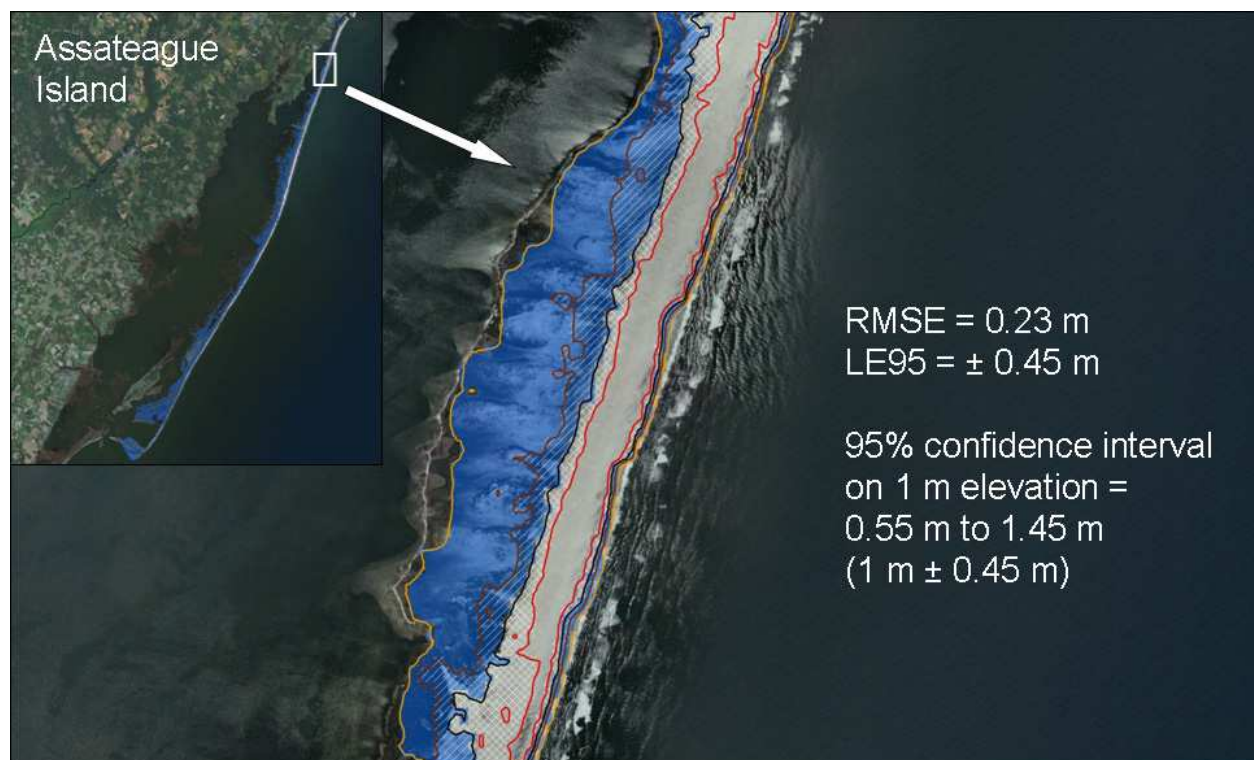 Assateague
Island
RMSE = 0.23 m
LE95 = ± 0.45 m
95% confidence interval
on 1 m elevation =
0.55 m to 1.45 m
(1 m ± 0.45 m)